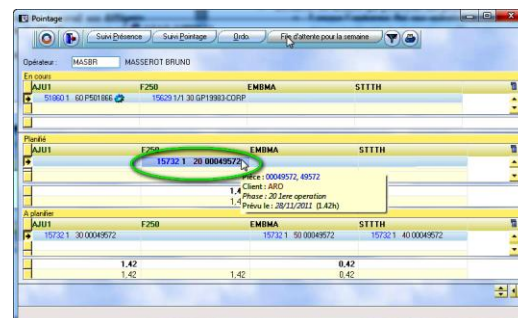 Pointage
Suivi Présence Suivi Pointage Ordo. File d'attente pour la semaine
Opérateur : MASBR MASSEROT BRUNO
En cours
AJU1 F250 EMBMA STTTH
51860 1 60 P501866 15629 1/1 30 GP19983-CORP
Planifié
AJU1 F250 EMBMA STTTH
15732 1 20 00049572
Pièce : 00049572, 49572
Client : ARO
Phase : 20 1ere operation
Prévu le : 28/11/2011 (1.42h)
A planifier
AJU1 F250 EMBMA STTTH
15732 1 30 00049572 15732 1 50 00049572 15732 1 40 00049572
1,42 0,42
1,42 1,42 0,42